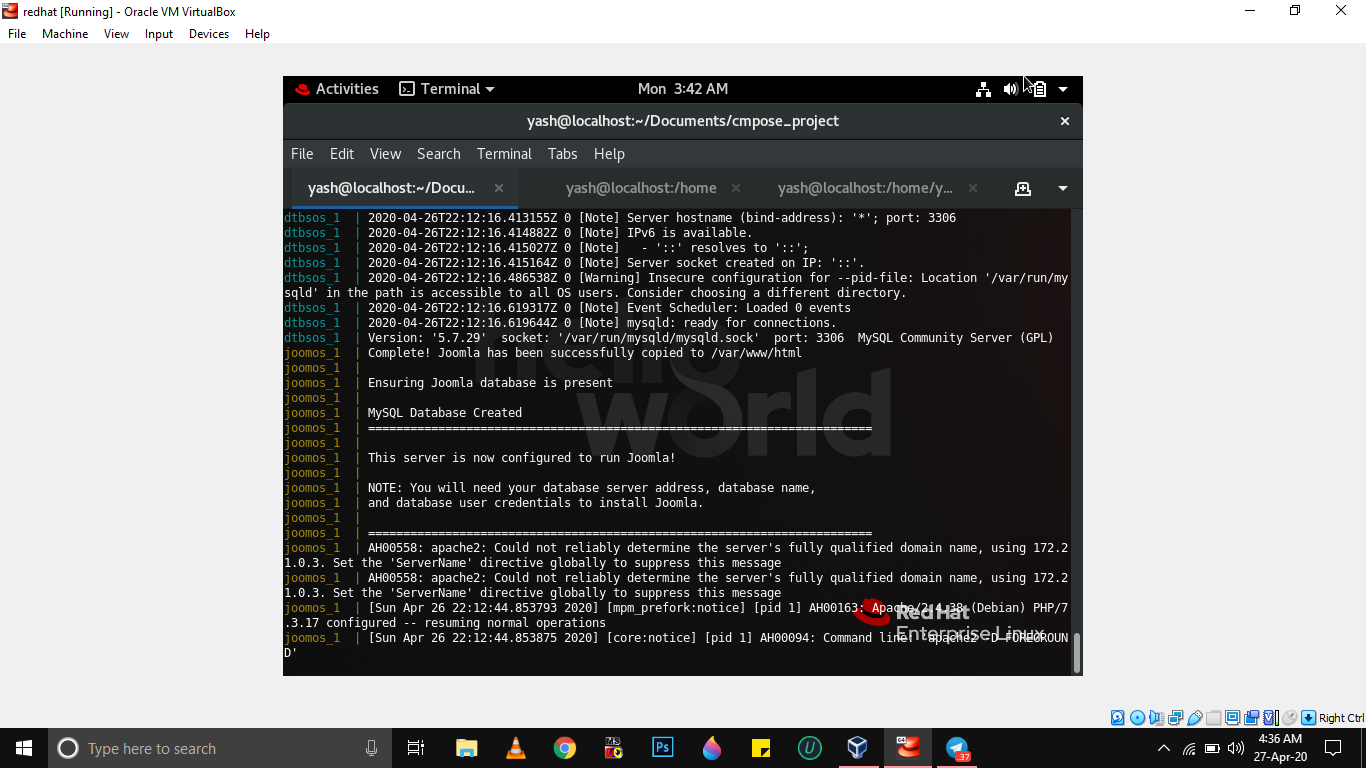 redhat [Running] - Oracle VM VirtualBox
File Machine View Input Devices Help
Activities Terminal Mon 3:42 AM
yash@localhost:~/Documents/cmpose_project
File Edit View Search Terminal Tabs Help
yash@localhost:~/Docu... yash@localhost:/home yash@localhost:/home/y...
dtbsos_1 | 2020-04-26T22:12:16.413155Z 0 [Note] Server hostname (bind-address): '*'; port: 3306
dtbsos_1 | 2020-04-26T22:12:16.414882Z 0 [Note] IPv6 is available.
dtbsos_1 | 2020-04-26T22:12:16.415027Z 0 [Note]   - '::' resolves to '::';
dtbsos_1 | 2020-04-26T22:12:16.415164Z 0 [Note] Server socket created on IP: '::'.
dtbsos_1 | 2020-04-26T22:12:16.486538Z 0 [Warning] Insecure configuration for --pid-file: Location '/var/run/my
sqld' in the path is accessible to all OS users. Consider choosing a different directory.
dtbsos_1 | 2020-04-26T22:12:16.619317Z 0 [Note] Event Scheduler: Loaded 0 events
dtbsos_1 | 2020-04-26T22:12:16.619644Z 0 [Note] mysqld: ready for connections.
dtbsos_1 | Version: '5.7.29'  socket: '/var/run/mysqld/mysqld.sock'  port: 3306  MySQL Community Server (GPL)
joomos_1 | Complete! Joomla has been successfully copied to /var/www/html
joomos_1 |
joomos_1 | Ensuring Joomla database is present
joomos_1 |
joomos_1 | MySQL Database Created
joomos_1 | ========================================================================
joomos_1 |
joomos_1 | This server is now configured to run Joomla!
joomos_1 |
joomos_1 | NOTE: You will need your database server address, database name,
joomos_1 | and database user credentials to install Joomla.
joomos_1 |
joomos_1 | ========================================================================
joomos_1 | AH00558: apache2: Could not reliably determine the server's fully qualified domain name, using 172.2
1.0.3. Set the 'ServerName' directive globally to suppress this message
joomos_1 | AH00558: apache2: Could not reliably determine the server's fully qualified domain name, using 172.2
1.0.3. Set the 'ServerName' directive globally to suppress this message
joomos_1 | [Sun Apr 26 22:12:44.853793 2020] [mpm_prefork:notice] [pid 1] AH00163: Apache/2.4.38 (Debian) PHP/7
.3.17 configured -- resuming normal operations
joomos_1 | [Sun Apr 26 22:12:44.853875 2020] [core:notice] [pid 1] AH00094: Command line: 'apache2 -D FOREGROUN
D'
hello
world
Red Hat
Enterprise Linux
Right Ctrl
Type here to search
Ps
37
4:36 AM
27-Apr-20